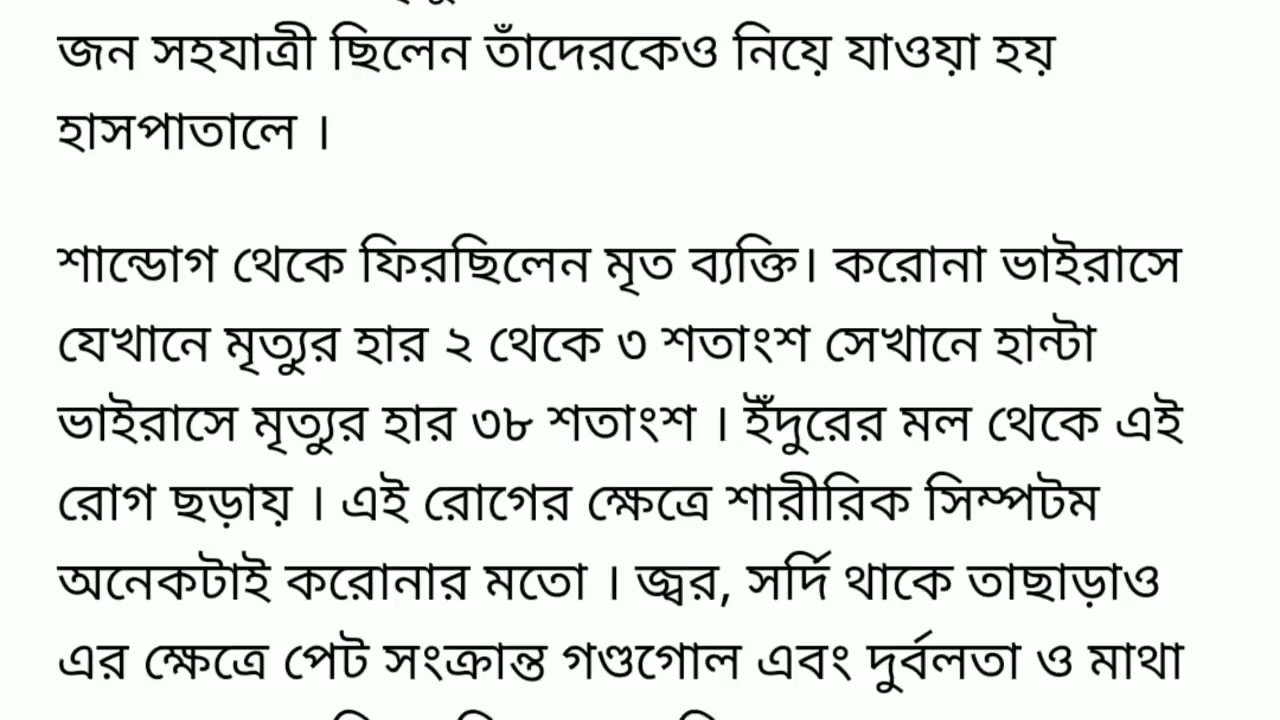 জন সহযাত্রী ছিলেন তাঁদেরকেও নিয়ে যাওয়া হয়
হাসপাতালে ।
শান্ডোগ থেকে ফিরছিলেন মৃত ব্যক্তি। করোনা ভাইরাসে
যেখানে মৃত্যুর হার ২ থেকে ৩ শতাংশ সেখানে হান্টা
ভাইরাসে মৃত্যুর হার ৩৮ শতাংশ । ইঁদুরের মল থেকে এই
রোগ ছড়ায় । এই রোগের ক্ষেত্রে শারীরিক সিম্পটম
অনেকটাই করোনার মতো । জ্বর, সর্দি থাকে তাছাড়াও
এর ক্ষেত্রে পেট সংক্রান্ত গণ্ডগোল এবং দুর্বলতা ও মাথা